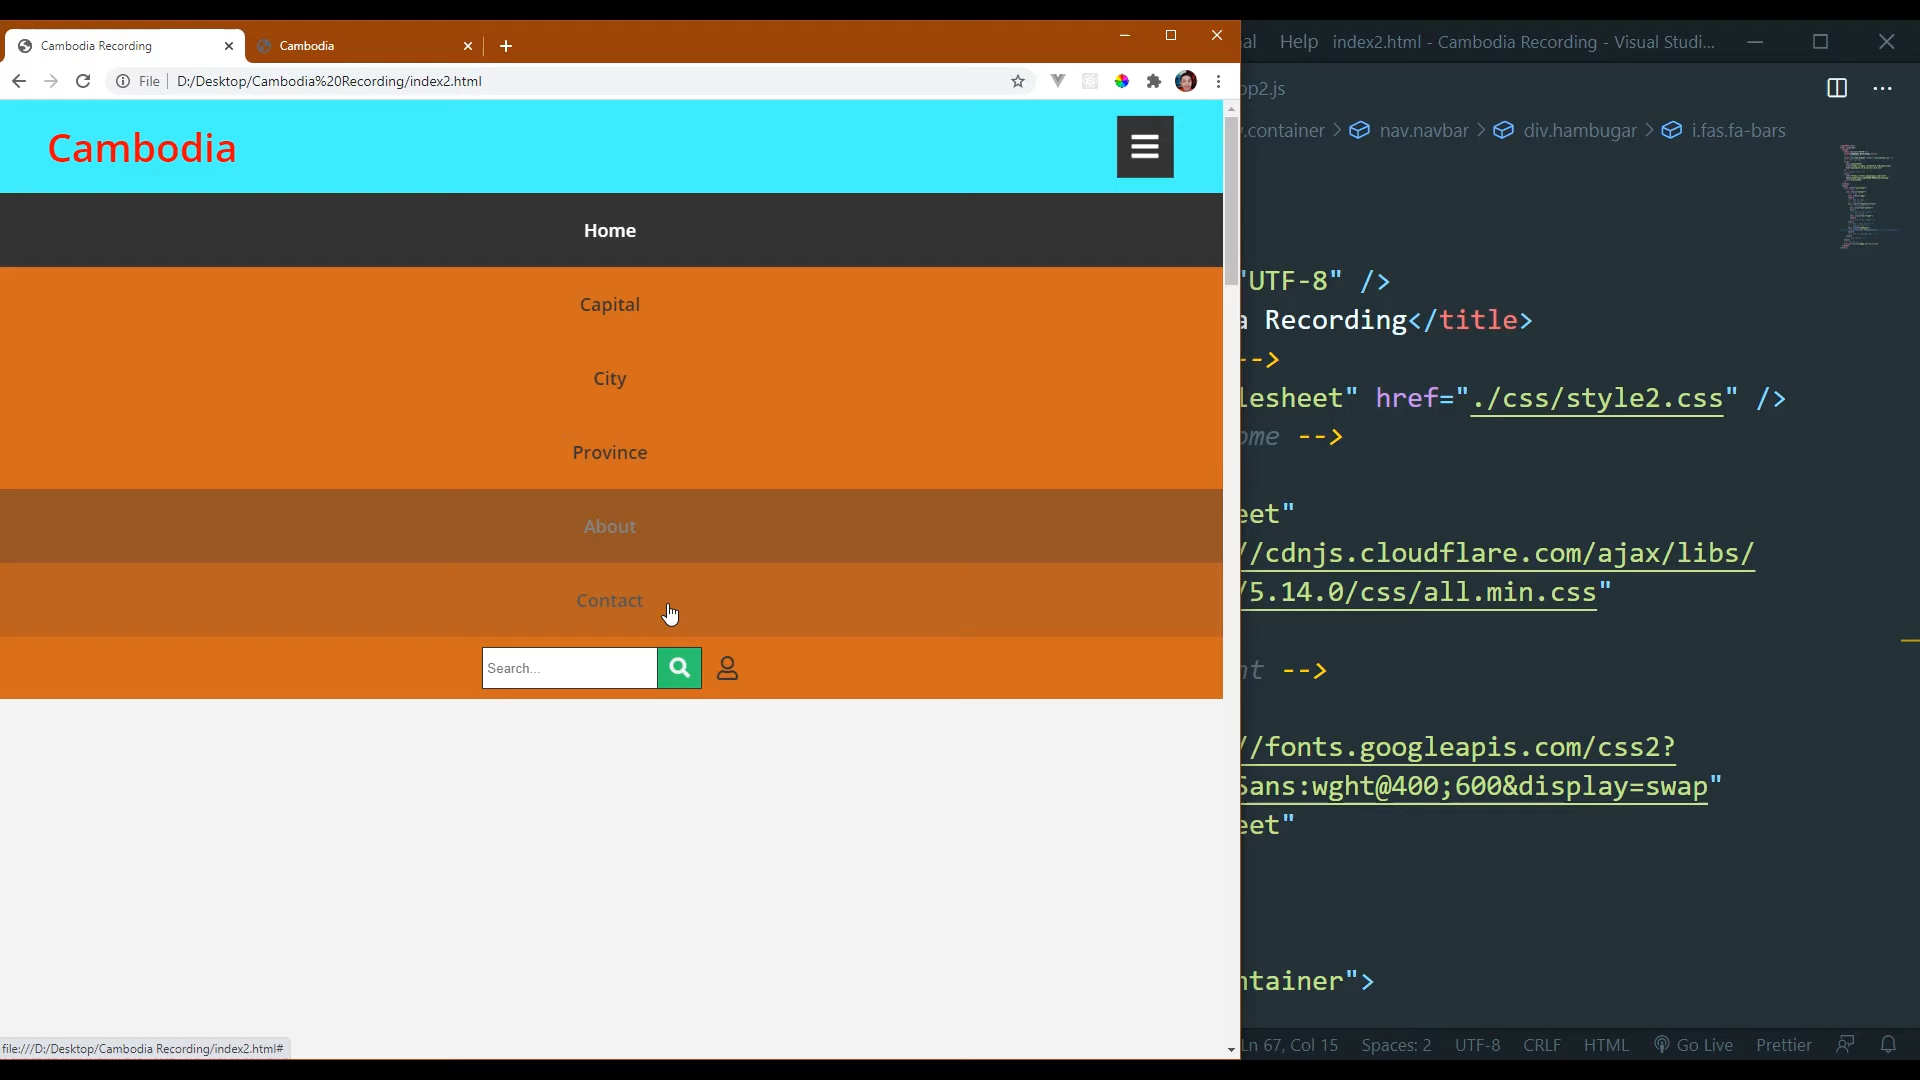 Cambodia Recording
Cambodia
File
D:/Desktop/Cambodia%20Recording/index2.html
Cambodia
Home
Capital
City
Province
About
Contact
Search...
file:///D:/Desktop/Cambodia Recording/index2.html#
al Help index2.html - Cambodia Recording - Visual Studi...
op2.js
.container > nav.navbar > div.hambugar > i.fas.fa-bars
"UTF-8" />
a Recording</title>
-->
lesheet" href="./css/style2.css" />
ome -->
eet"
//cdnjs.cloudflare.com/ajax/libs/
/5.14.0/css/all.min.css"
nt -->
//fonts.googleapis.com/css2?
Sans:wght@400;600&display=swap"
eet"
ntainer">
Ln 67, Col 15 Spaces: 2 UTF-8 CRLF HTML Go Live Prettier